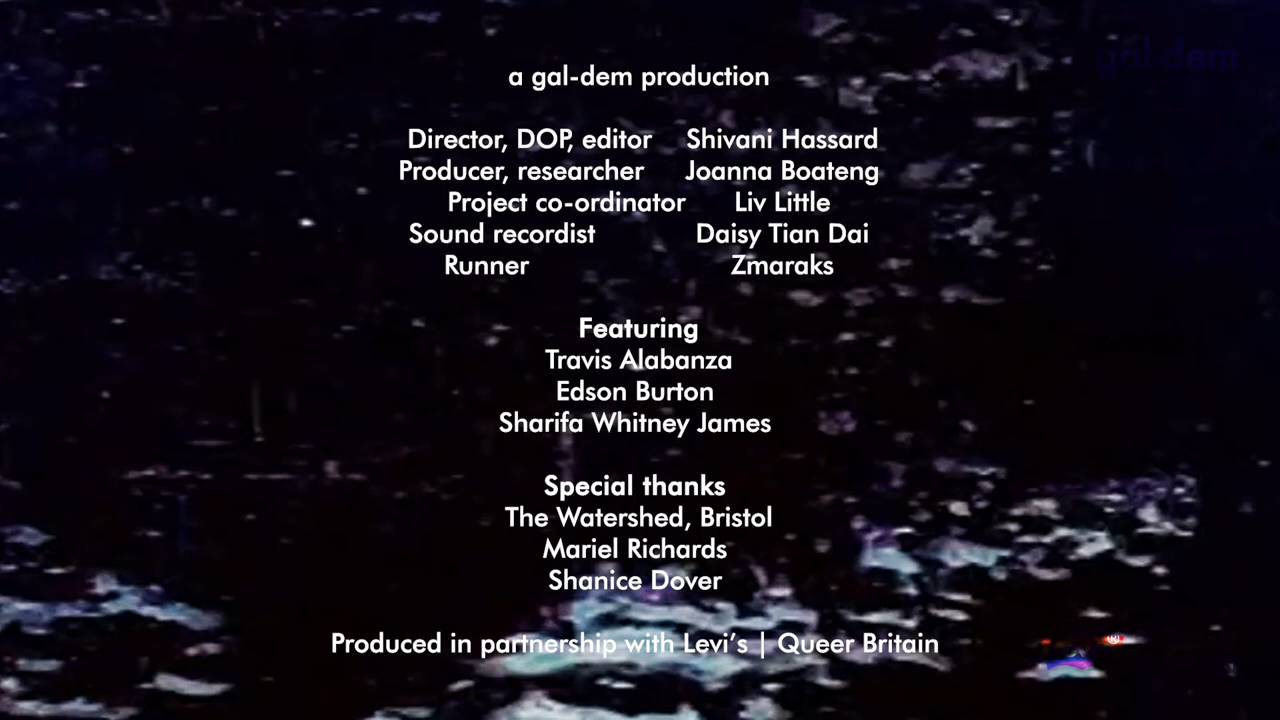 gal-dem
a gal-dem production
Director, DOP, editor Shivani Hassard
Producer, researcher Joanna Boateng
Project co-ordinator Liv Little
Sound recordist Daisy Tian Dai
Runner Zmaraks
Featuring
Travis Alabanza
Edson Burton
Sharifa Whitney James
Special thanks
The Watershed, Bristol
Mariel Richards
Shanice Dover
Produced in partnership with Levi’s | Queer Britain